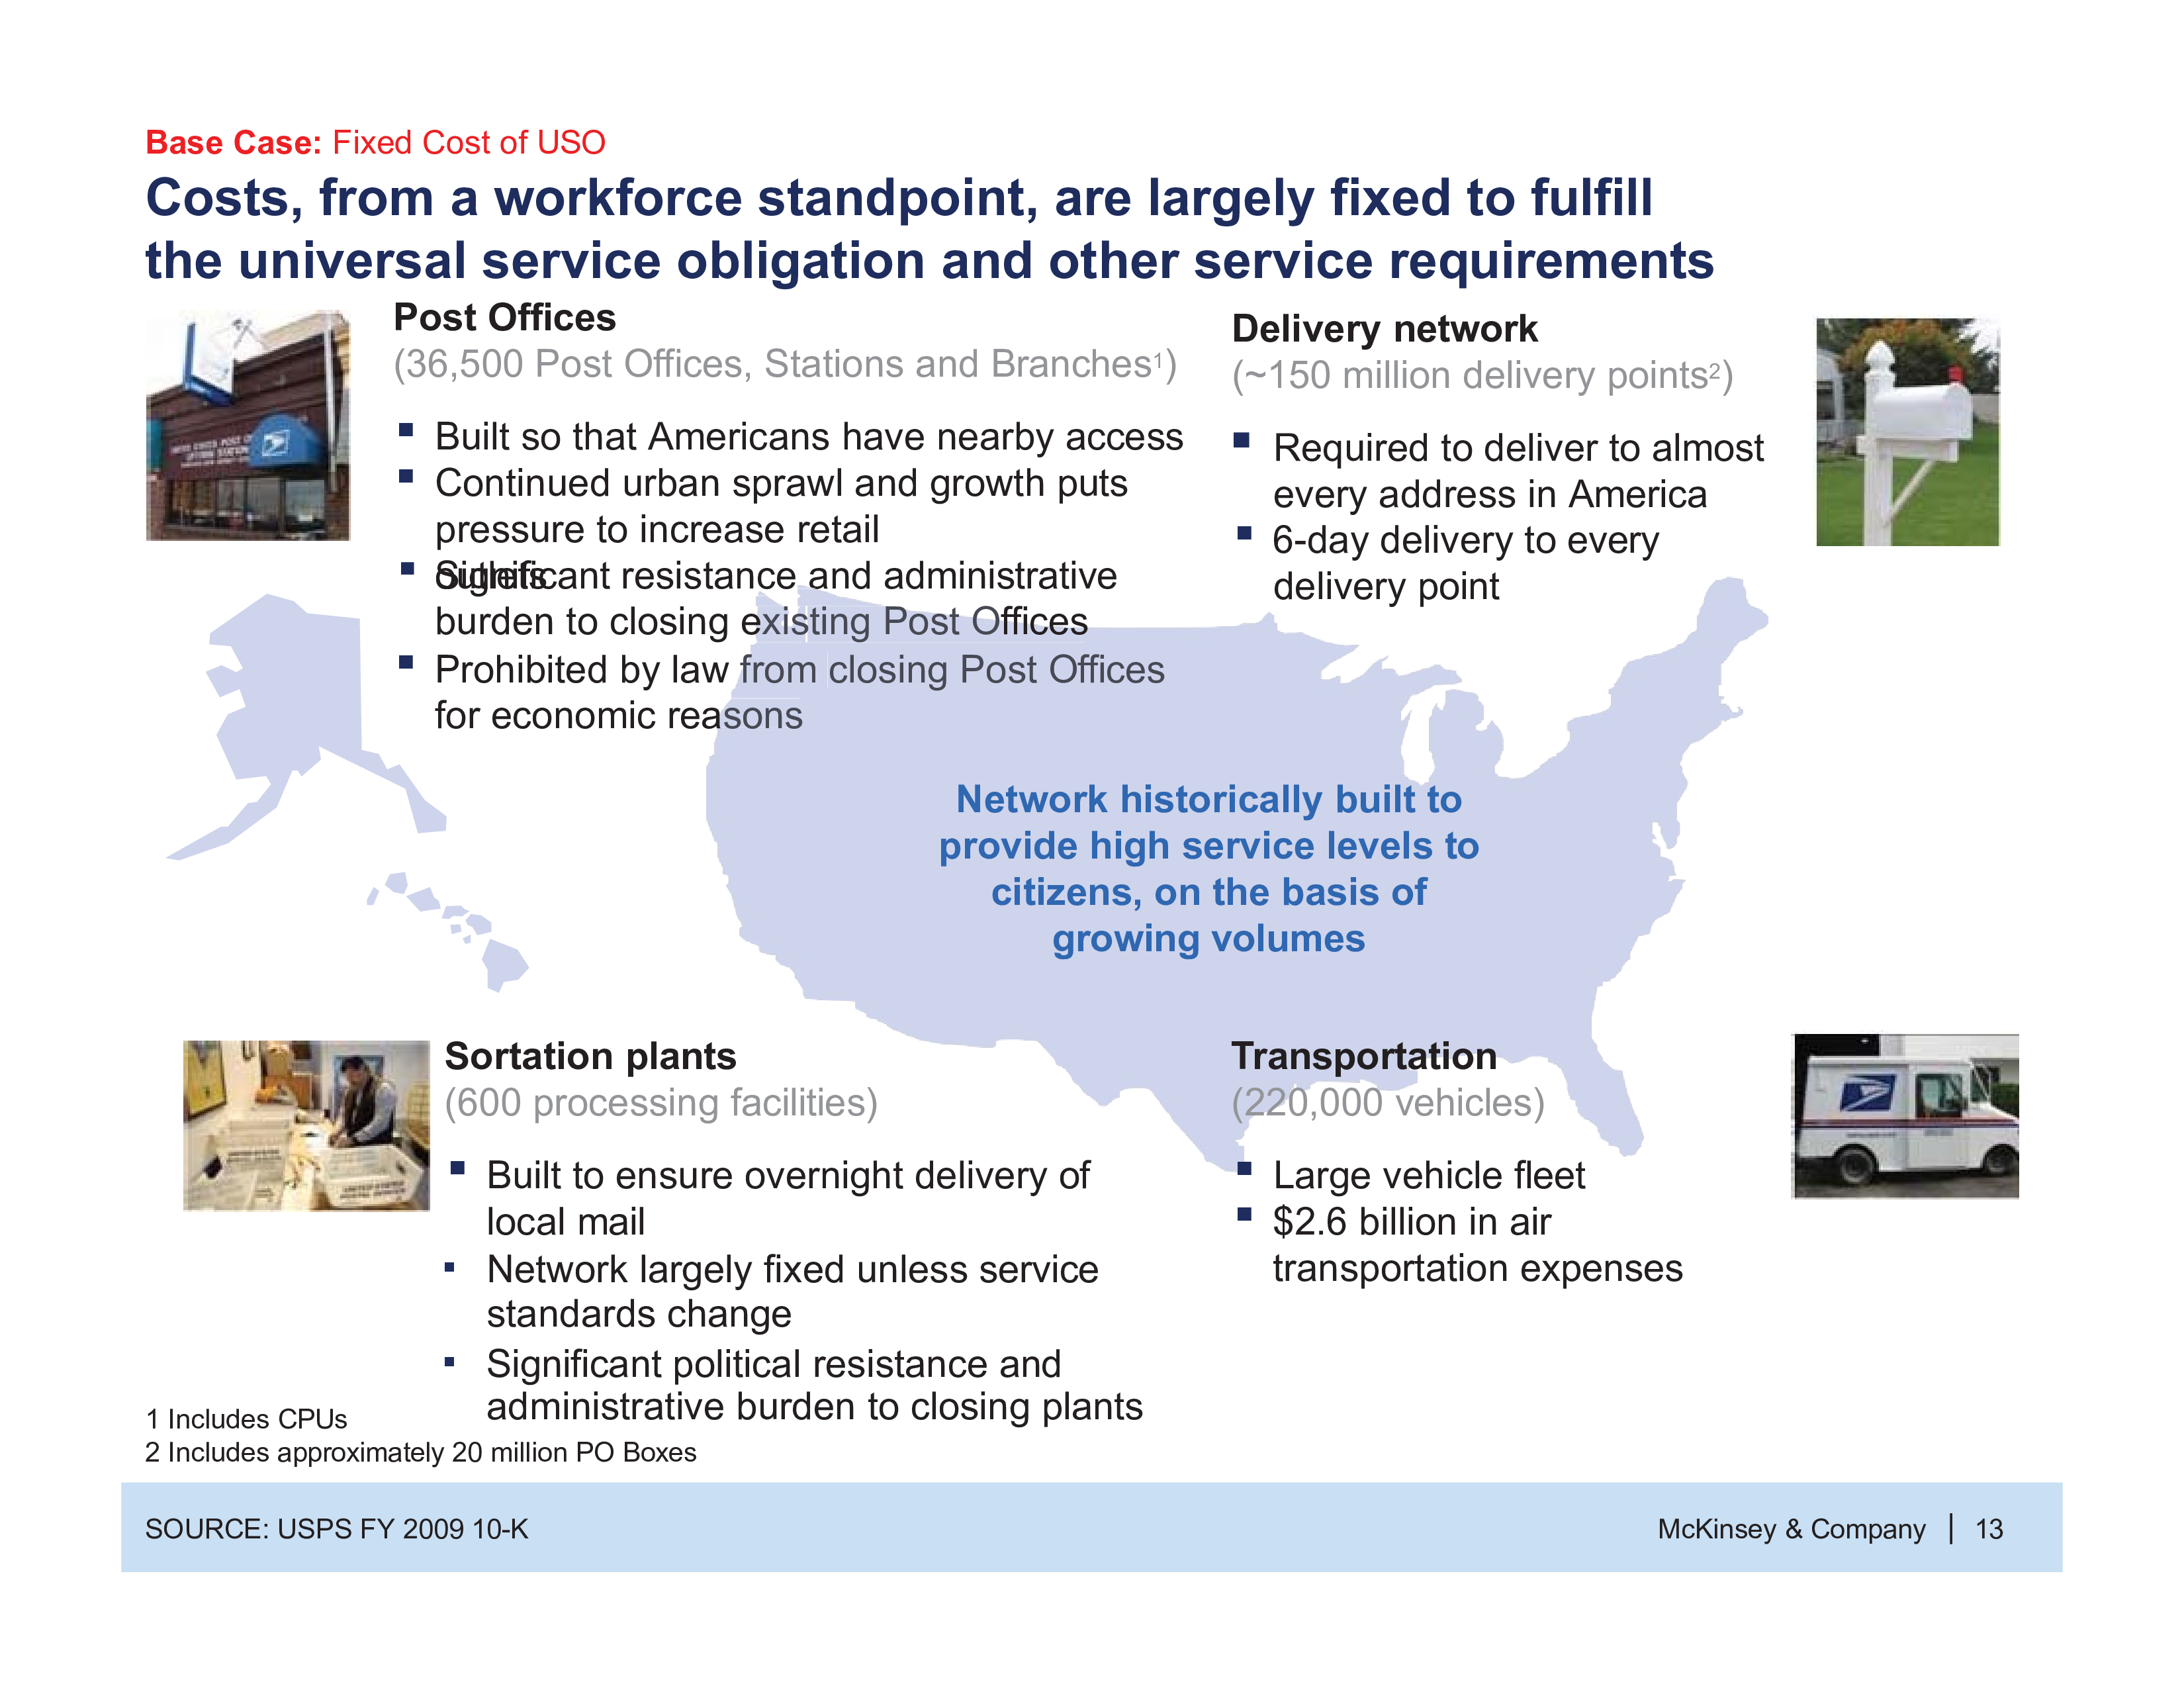 Base Case: Fixed Cost of USO
Costs, from a workforce standpoint, are largely fixed to fulfill
the universal service obligation and other service requirements
Post Offices
(36,500 Post Offices, Stations and Branches1)
■ Built so that Americans have nearby access
■ Continued urban sprawl and growth puts
pressure to increase retail
outlets
■ Significant resistance and administrative
burden to closing existing Post Offices
■ Prohibited by law from closing Post Offices
for economic reasons
Delivery network
(~150 million delivery points2)
■ Required to deliver to almost
every address in America
■ 6-day delivery to every
delivery point
Network historically built to
provide high service levels to
citizens, on the basis of
growing volumes
Sortation plants
(600 processing facilities)
■ Built to ensure overnight delivery of
local mail
▪ Network largely fixed unless service
standards change
▪ Significant political resistance and
administrative burden to closing plants
Transportation
(220,000 vehicles)
■ Large vehicle fleet
■ $2.6 billion in air
transportation expenses
1 Includes CPUs
2 Includes approximately 20 million PO Boxes
SOURCE: USPS FY 2009 10-K
McKinsey & Company | 13